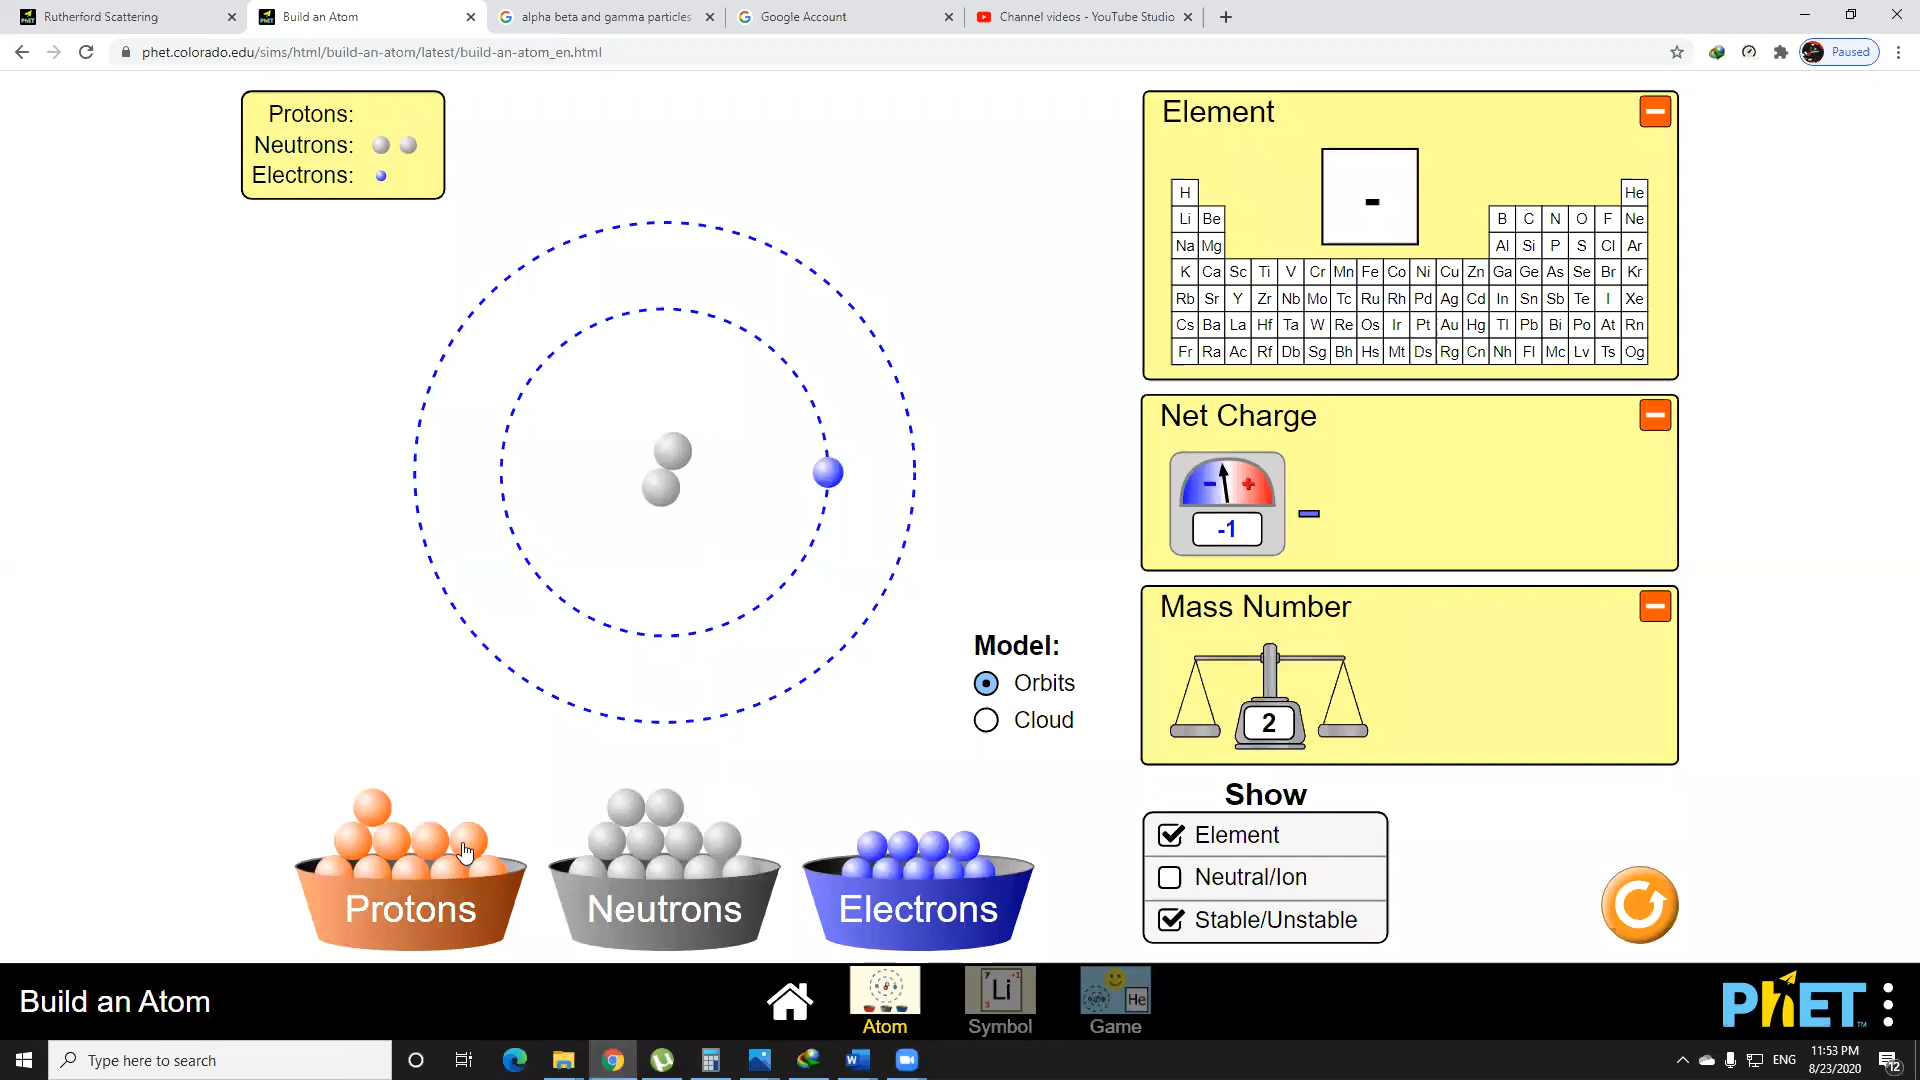 Rutherford Scattering
Build an Atom
alpha beta and gamma particles
Google Account
Channel videos - YouTube Studio
phet.colorado.edu/sims/html/build-an-atom/latest/build-an-atom_en.html
Paused
Protons:
Neutrons:
Electrons:
Element
-
H He
Li Be B C N O F Ne
Na Mg Al Si P S Cl Ar
K Ca Sc Ti V Cr Mn Fe Co Ni Cu Zn Ga Ge As Se Br Kr
Rb Sr Y Zr Nb Mo Tc Ru Rh Pd Ag Cd In Sn Sb Te I Xe
Cs Ba La Hf Ta W Re Os Ir Pt Au Hg Tl Pb Bi Po At Rn
Fr Ra Ac Rf Db Sg Bh Hs Mt Ds Rg Cn Nh Fl Mc Lv Ts Og
Net Charge
- +
-1
Mass Number
2
Model:
Orbits
Cloud
Protons
Neutrons
Electrons
Show
Element
Neutral/Ion
Stable/Unstable
Build an Atom
Atom
7 +1
Li
3
Symbol
He
Game
PhET
Type here to search
ENG
11:53 PM
8/23/2020
12